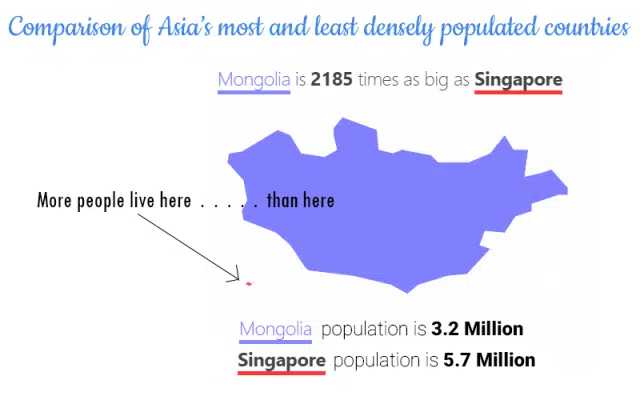 Comparison of Asia's most and least densely populated countries
Mongolia is 2185 times as big as Singapore
More people live here . . . . . than here
Mongolia population is 3.2 Million
Singapore population is 5.7 Million